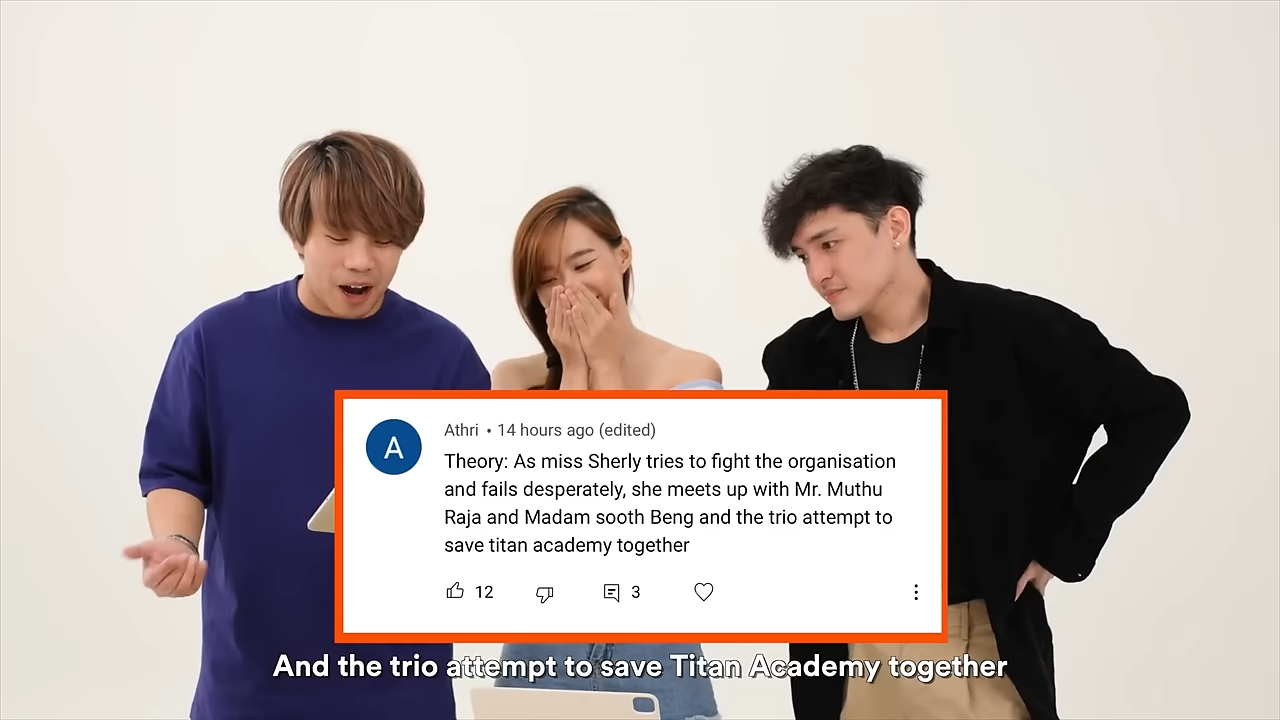 A
Athri • 14 hours ago (edited)
Theory: As miss Sherly tries to fight the organisation
and fails desperately, she meets up with Mr. Muthu
Raja and Madam sooth Beng and the trio attempt to
save titan academy together
12
3
And the trio attempt to save Titan Academy together